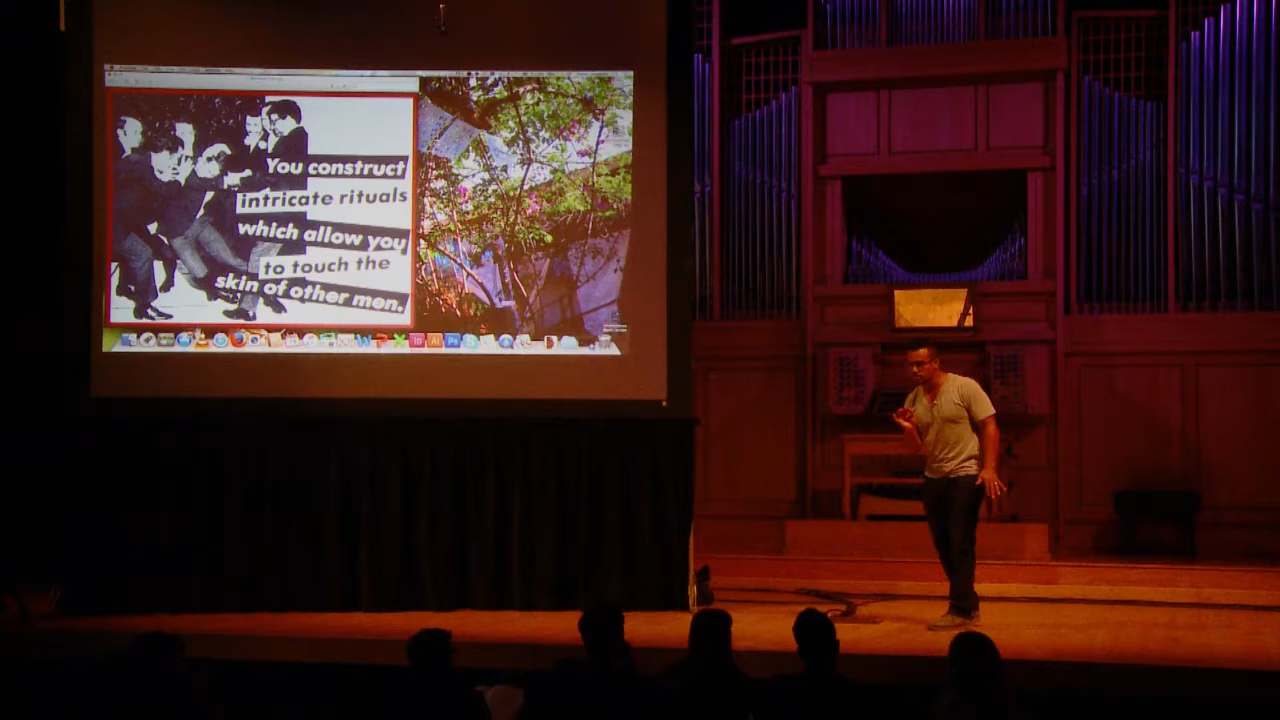 You construct
intricate rituals
which allow you
to touch the
skin of other men.